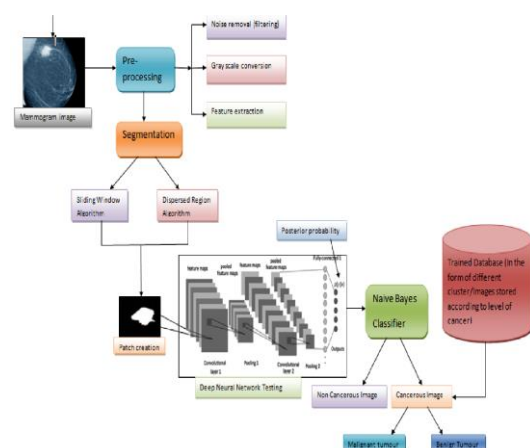 Noise removal (filtering)
Pre-
processing
Gray scale conversion
Feature extraction
Mammogram image
Segmentation
Sliding Window
Algorithm
Dispersed Region
Algorithm
Posterior probability
feature maps
pooled
feature maps
feature maps
pooled
feature maps
Fully-connected 1
Trained Database (In the
form of different
cluster/images stored
according to level of
cancer)
Naive Bayes
Classifier
Outputs
Convolutional
layer 1
Pooling 1
Convolutional
layer 2
Pooling 2
Patch creation
Deep Neural Network Testing
Non Cancerous Image
Cancerous Image
Malignant tumour
Benign Tumour